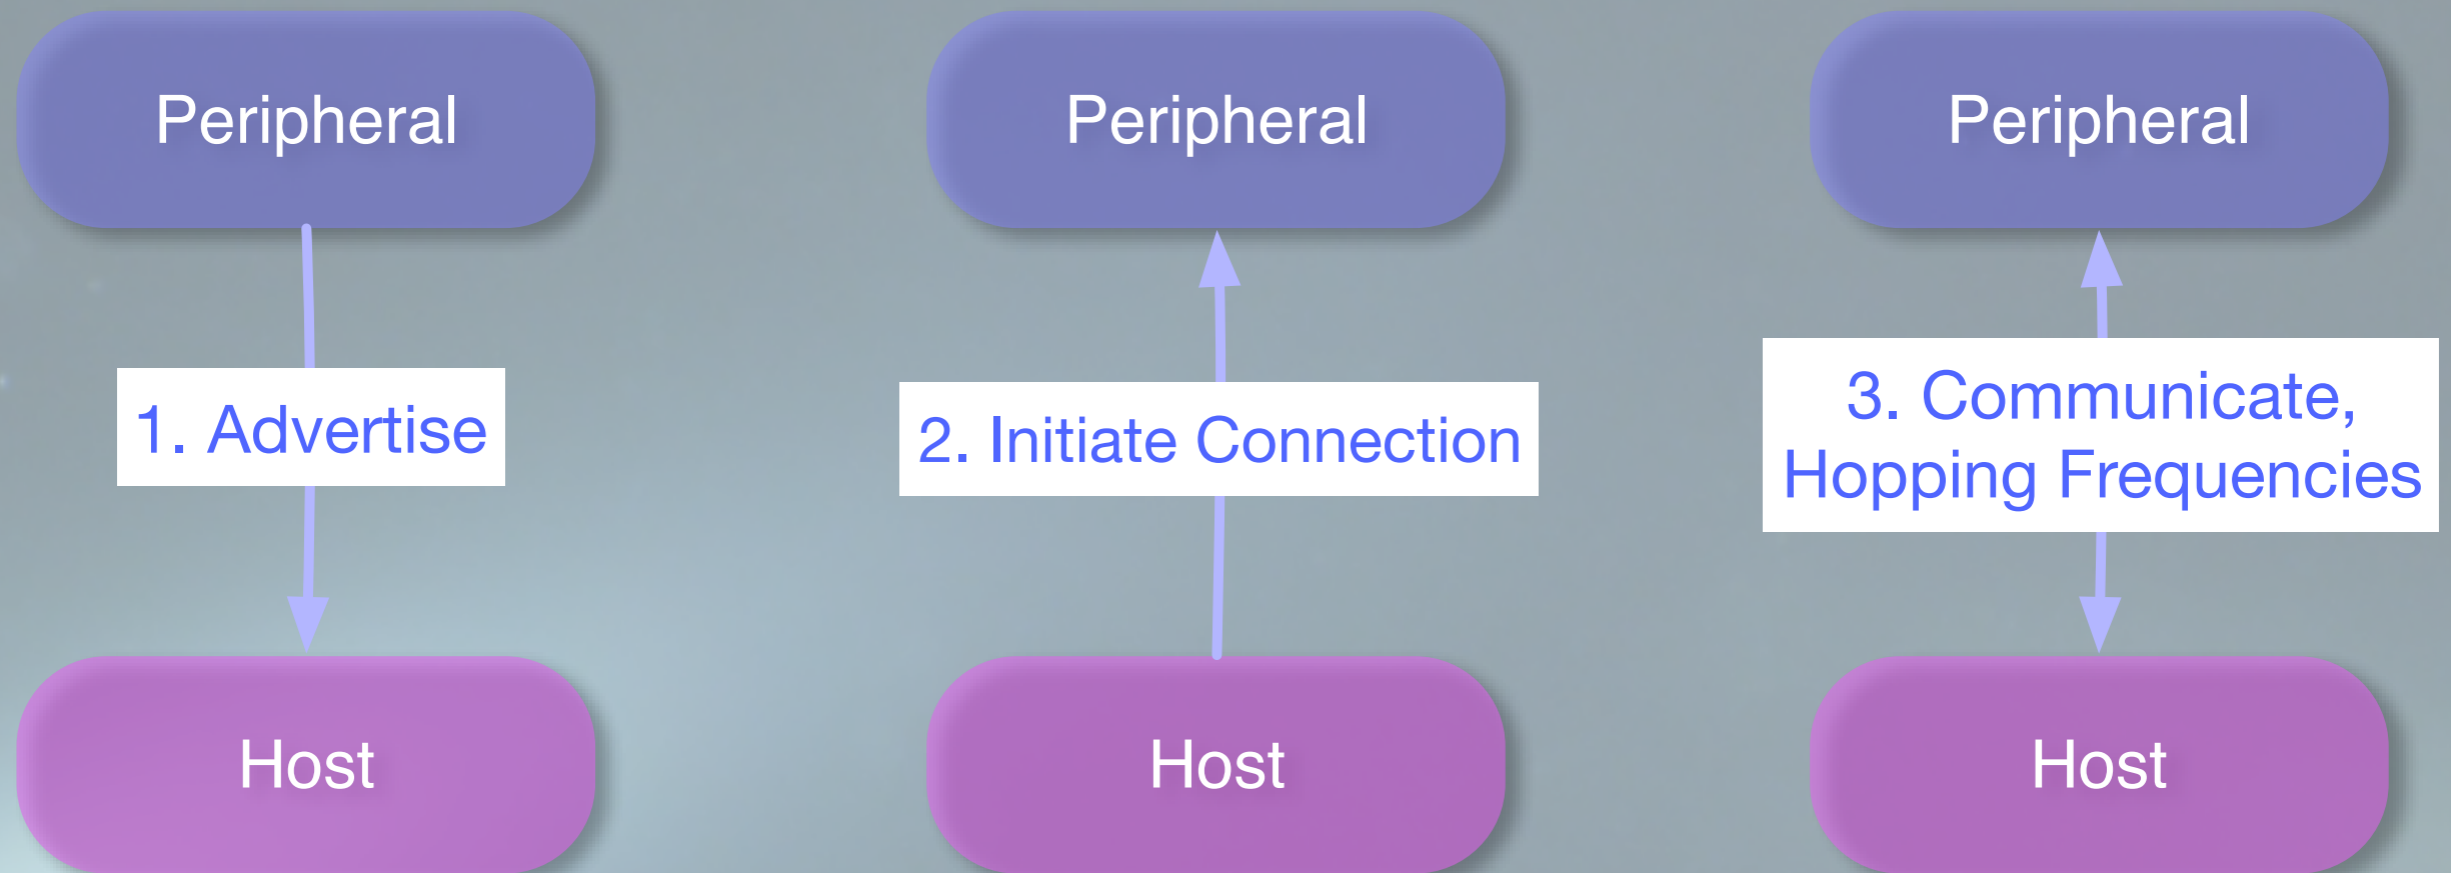 Peripheral
Peripheral
Peripheral
1. Advertise
2. Initiate Connection
3. Communicate,
Hopping Frequencies
Host
Host
Host